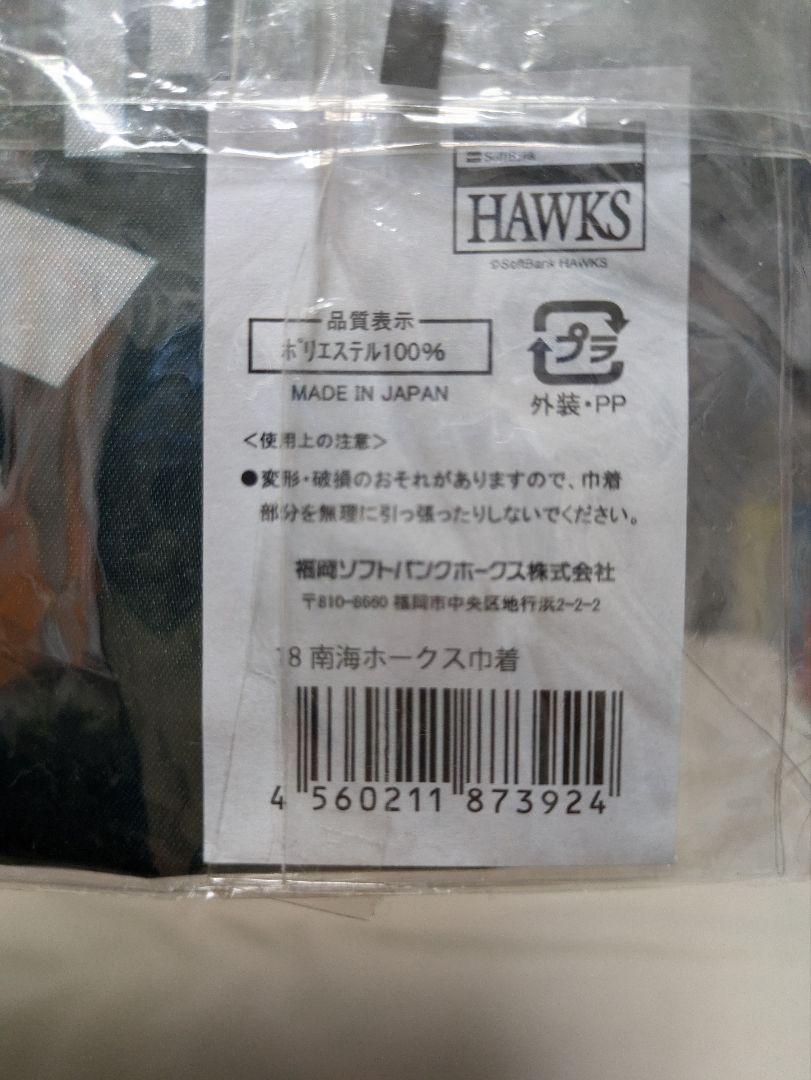 SoftBank
HAWKS
©SoftBank HAWKS
品質表示
ポリエステル100%
MADE IN JAPAN
プラ
外装・PP
<使用上の注意>
●変形・破損のおそれがありますので、巾着
部分を無理に引っ張ったりしないでください。
福岡ソフトバンクホークス株式会社
〒810-8660 福岡市中央区地行浜2-2-2
18 南海ホークス巾着
4 560211 873924